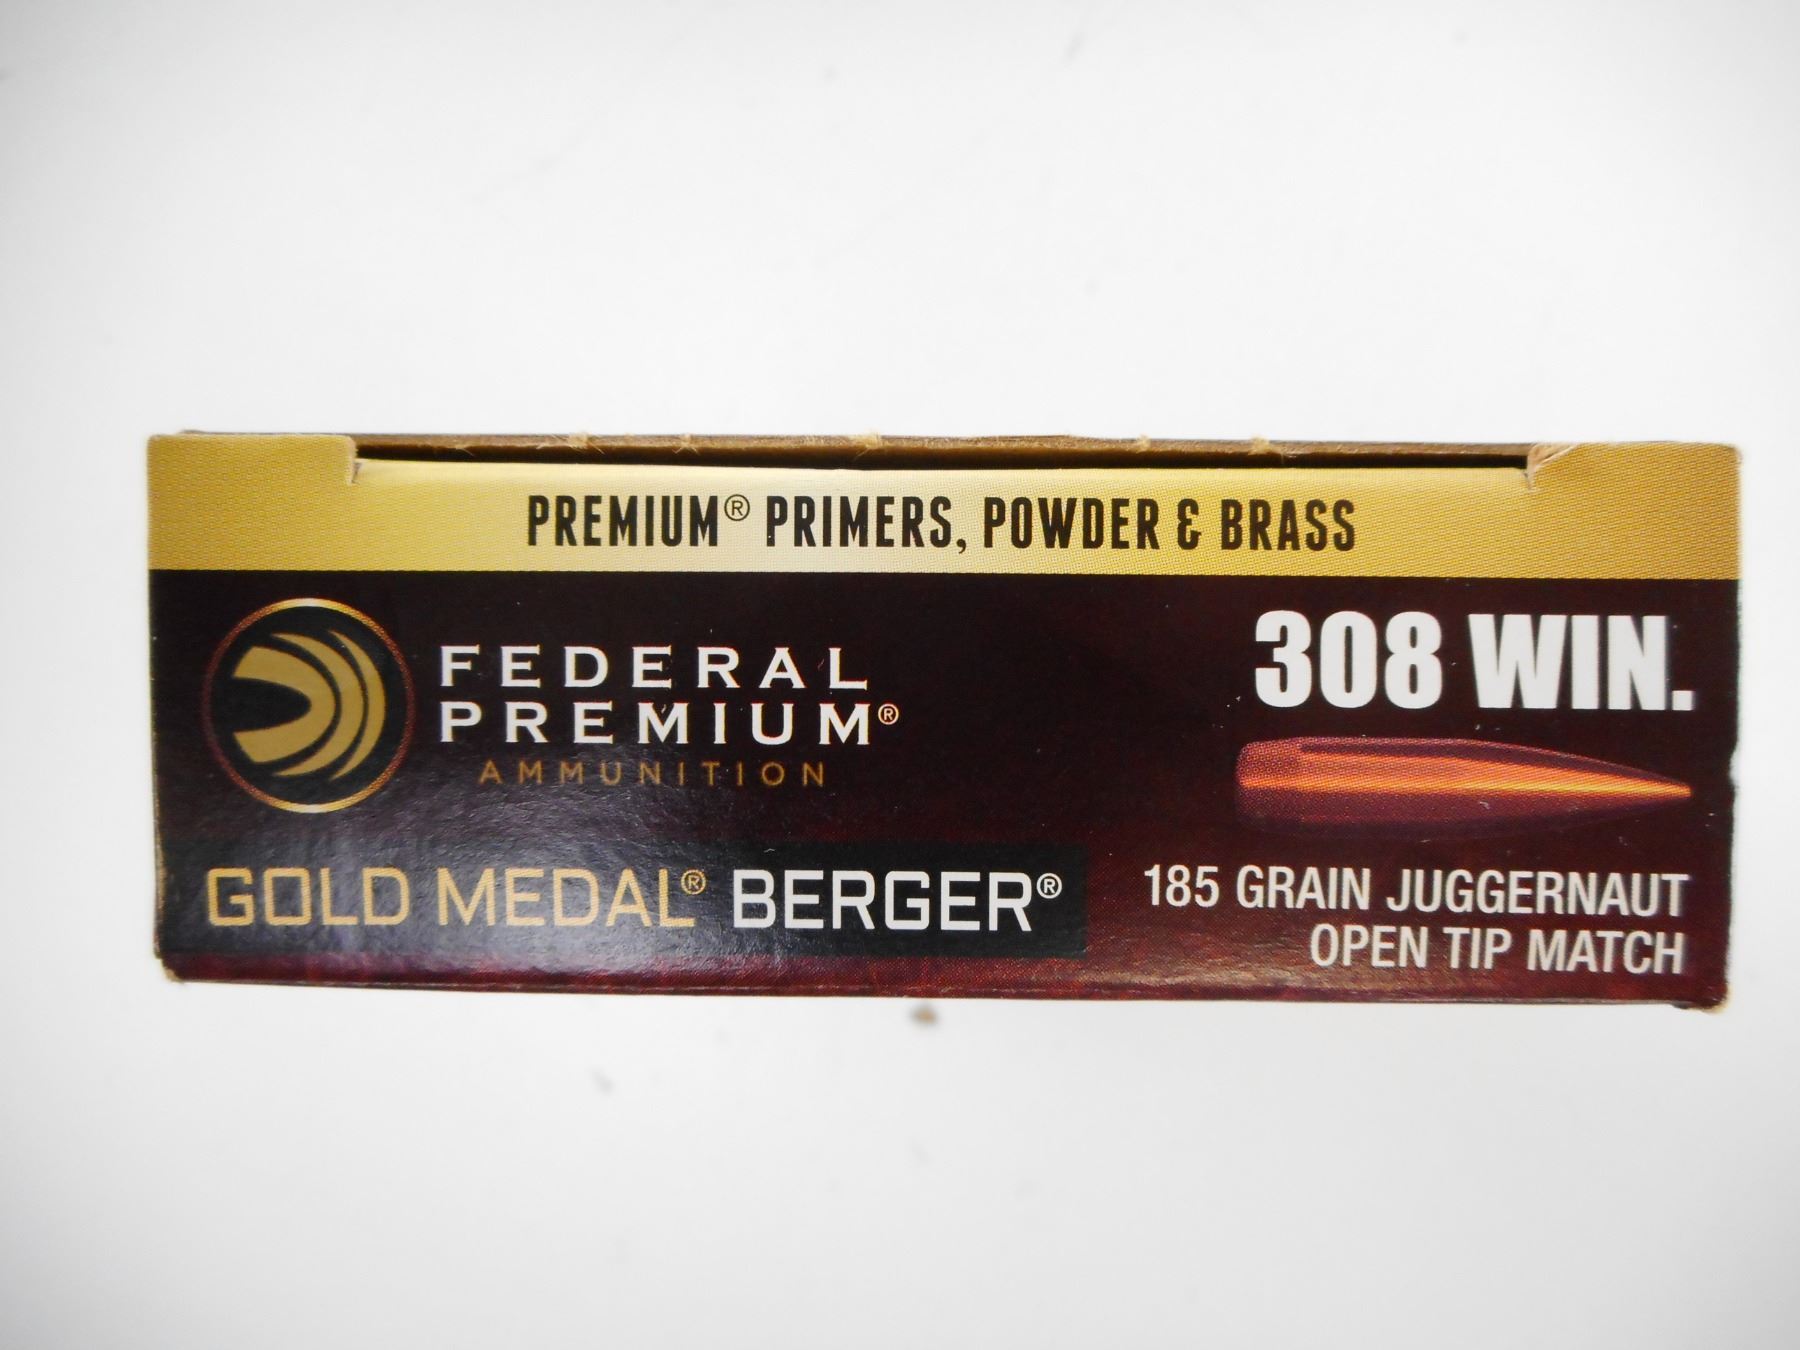 PREMIUM® PRIMERS, POWDER & BRASS
FEDERAL
PREMIUM®
AMMUNITION
308 WIN.
GOLD MEDAL® BERGER®
185 GRAIN JUGGERNAUT
OPEN TIP MATCH